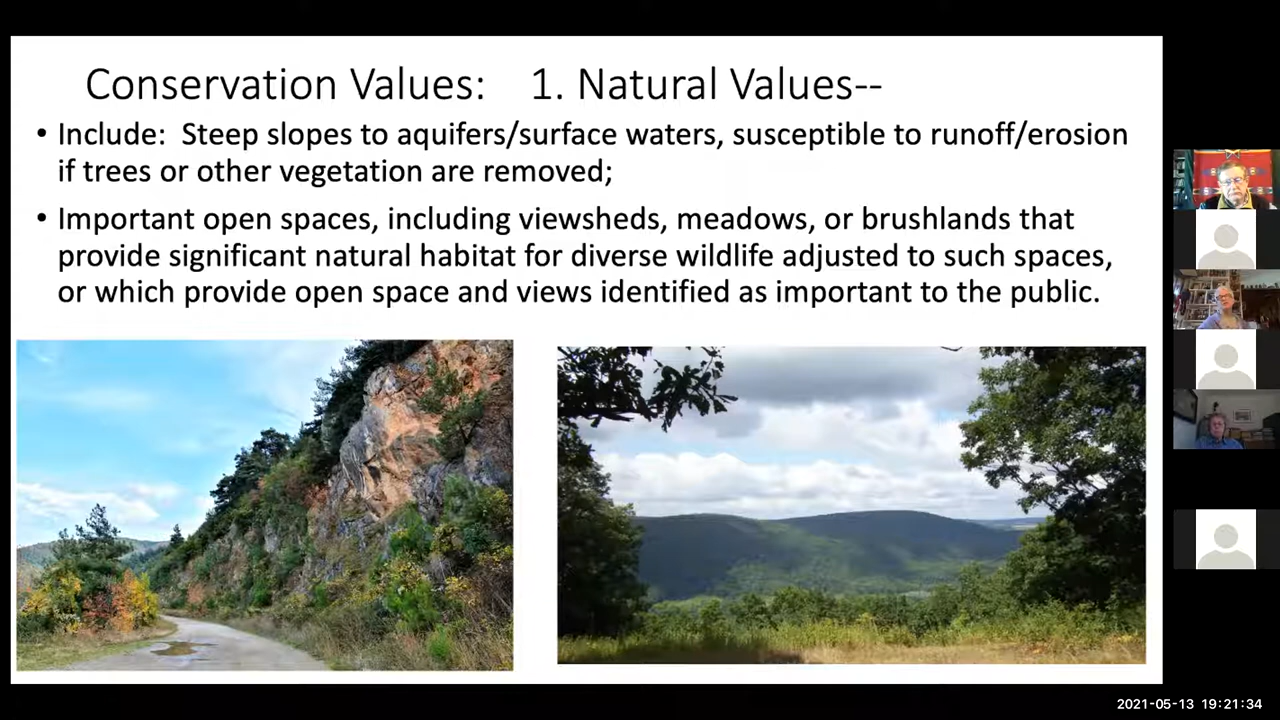 Conservation Values: 1. Natural Values--
• Include: Steep slopes to aquifers/surface waters, susceptible to runoff/erosion
if trees or other vegetation are removed;
• Important open spaces, including viewsheds, meadows, or brushlands that
provide significant natural habitat for diverse wildlife adjusted to such spaces,
or which provide open space and views identified as important to the public.
2021-05-13 19:21:34